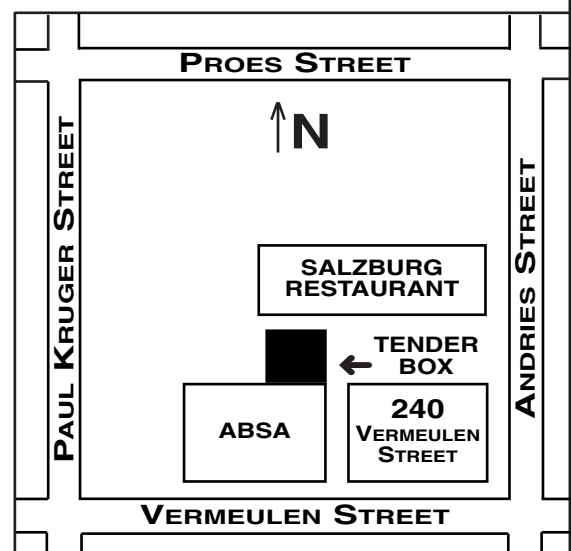 PROES STREET
N
PAUL KRUGER STREET
ANDRIES STREET
SALZBURG
RESTAURANT
TENDER
BOX
ABSA
240
VERMEULEN
STREET
VERMEULEN STREET